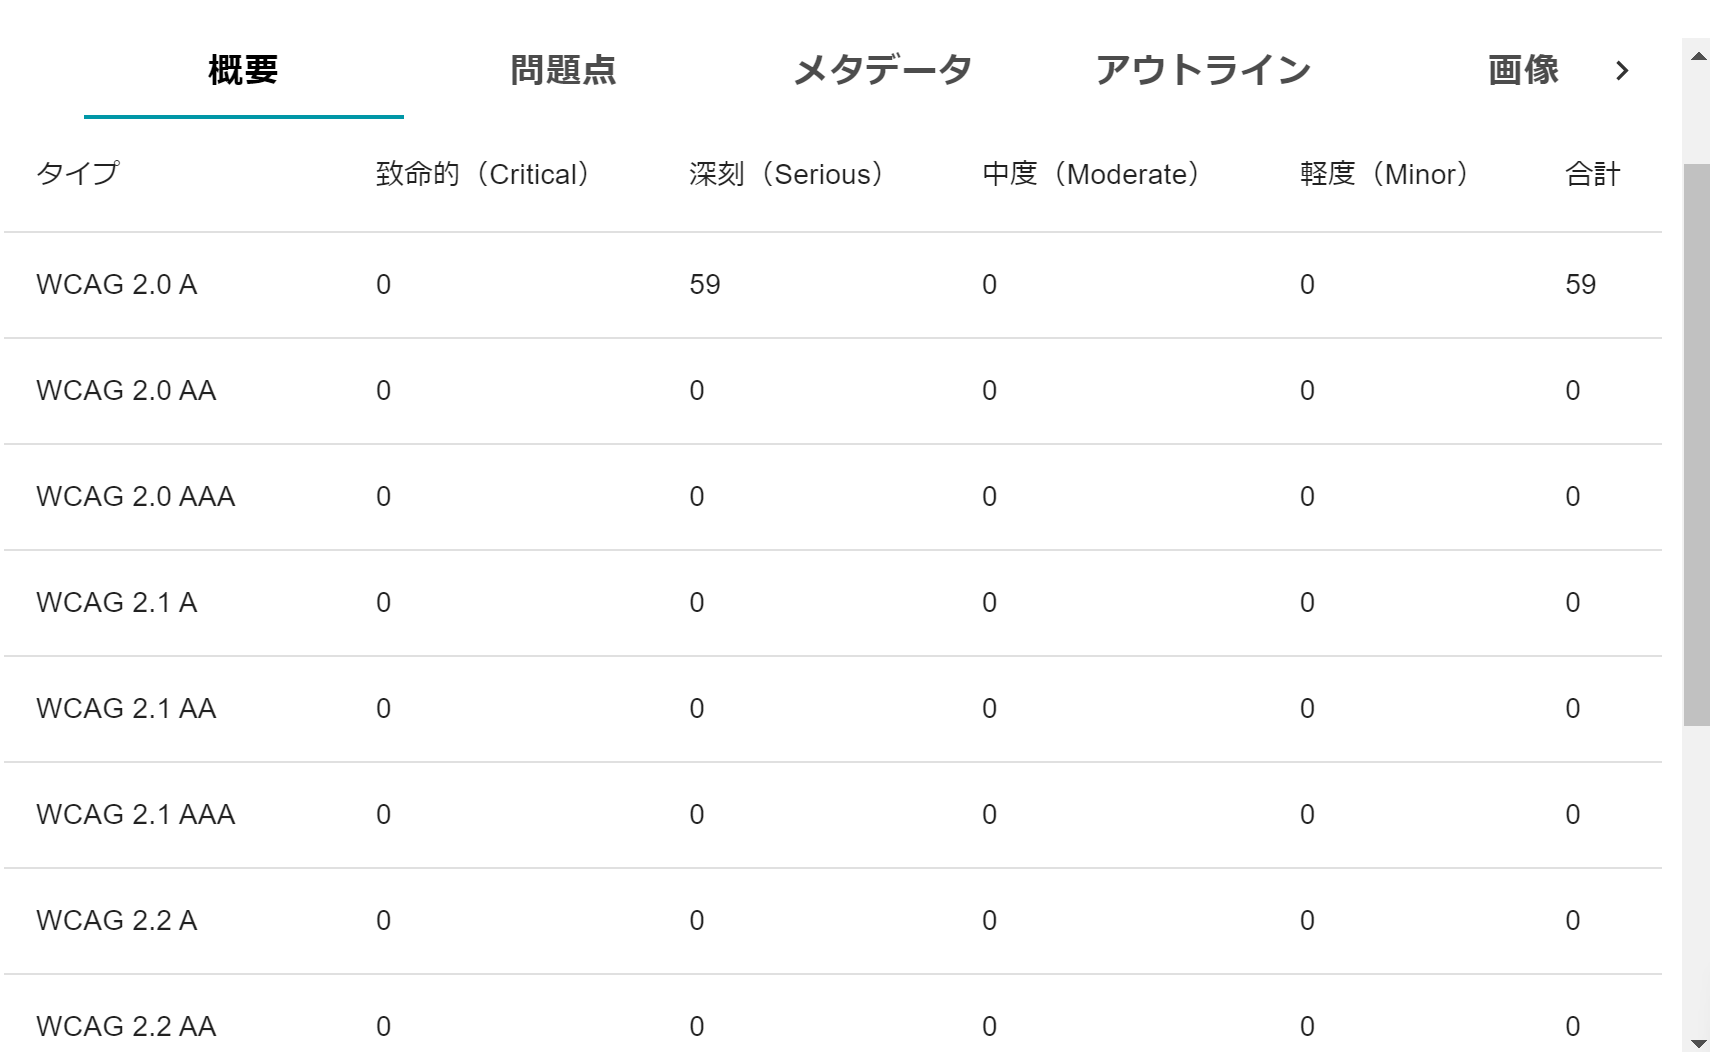 概要 問題点 メタデータ アウトライン 画像
タイプ 致命的（Critical） 深刻（Serious） 中度（Moderate） 軽度（Minor） 合計
WCAG 2.0 A 0 59 0 0 59
WCAG 2.0 AA 0 0 0 0 0
WCAG 2.0 AAA 0 0 0 0 0
WCAG 2.1 A 0 0 0 0 0
WCAG 2.1 AA 0 0 0 0 0
WCAG 2.1 AAA 0 0 0 0 0
WCAG 2.2 A 0 0 0 0 0
WCAG 2.2 AA 0 0 0 0 0